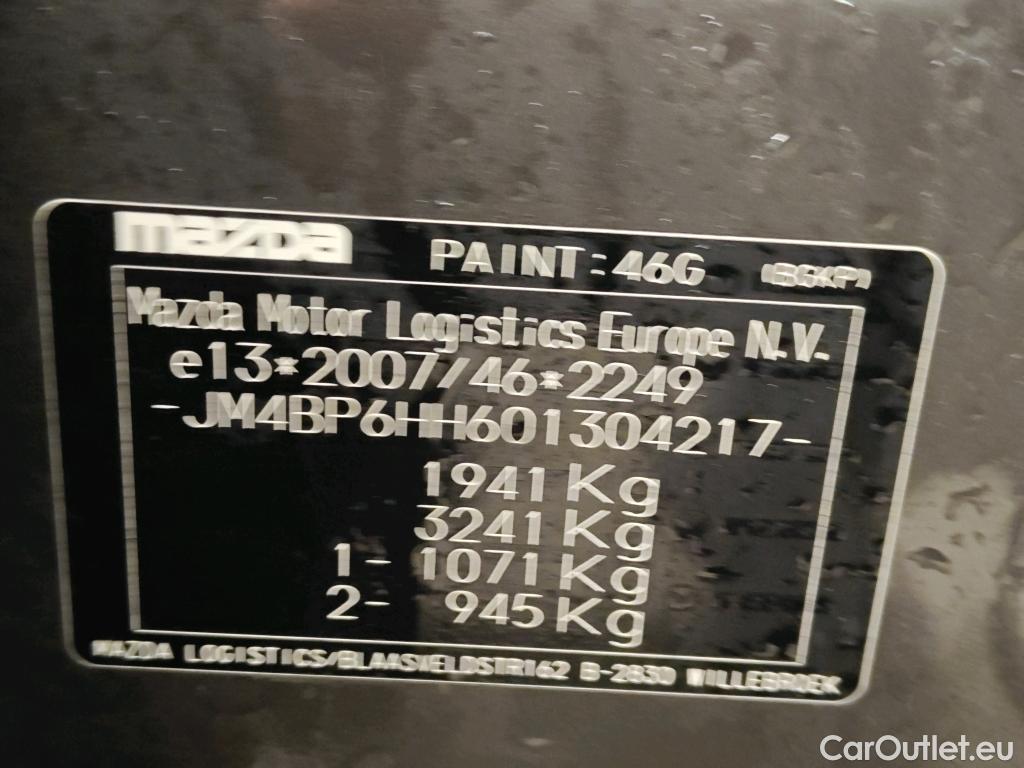 mazda PAINT: 46G (BGKP)
Mazda Motor Logistics Europe N.V.
e13*2007//46*2249
-JM4BP6HH601304217-
1941 Kg
3241 Kg
1- 1071 Kg
2- 945 Kg
MAZDA LOGISTICS/BLAASVELDSTR162 B-2830 WILLEBROEK
CarOutlet.eu